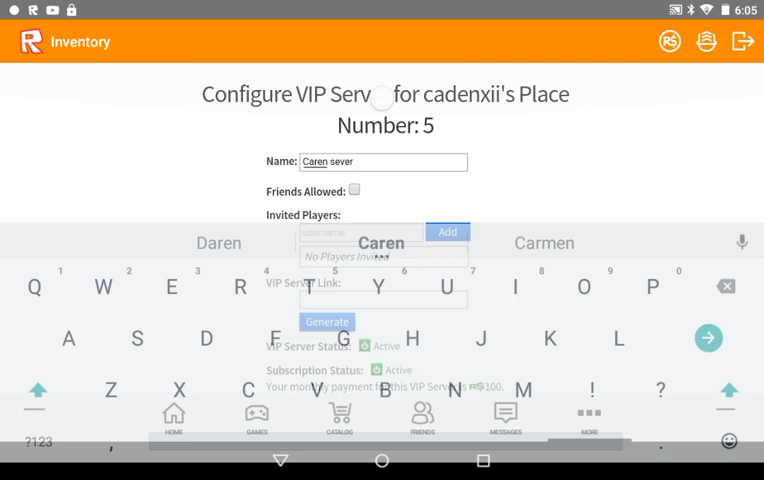 6:05
Inventory
R$
Configure VIP Server for cadenxii's Place
Number: 5
Name: Caren sever
Friends Allowed:
Invited Players:
username Add
Daren Caren Carmen
No Players Invited
1 2 3 4 5 6 7 8 9 0
Q W E R T Y U I O P
VIP Server Link:
Generate
A S D F G H J K L
VIP Server Status: Active
Subscription Status: Active
Your monthly payment for this VIP Server is R$100.
Z X C V B N M ! ?
HOME GAMES CATALOG FRIENDS MESSAGES MORE
?123 , .